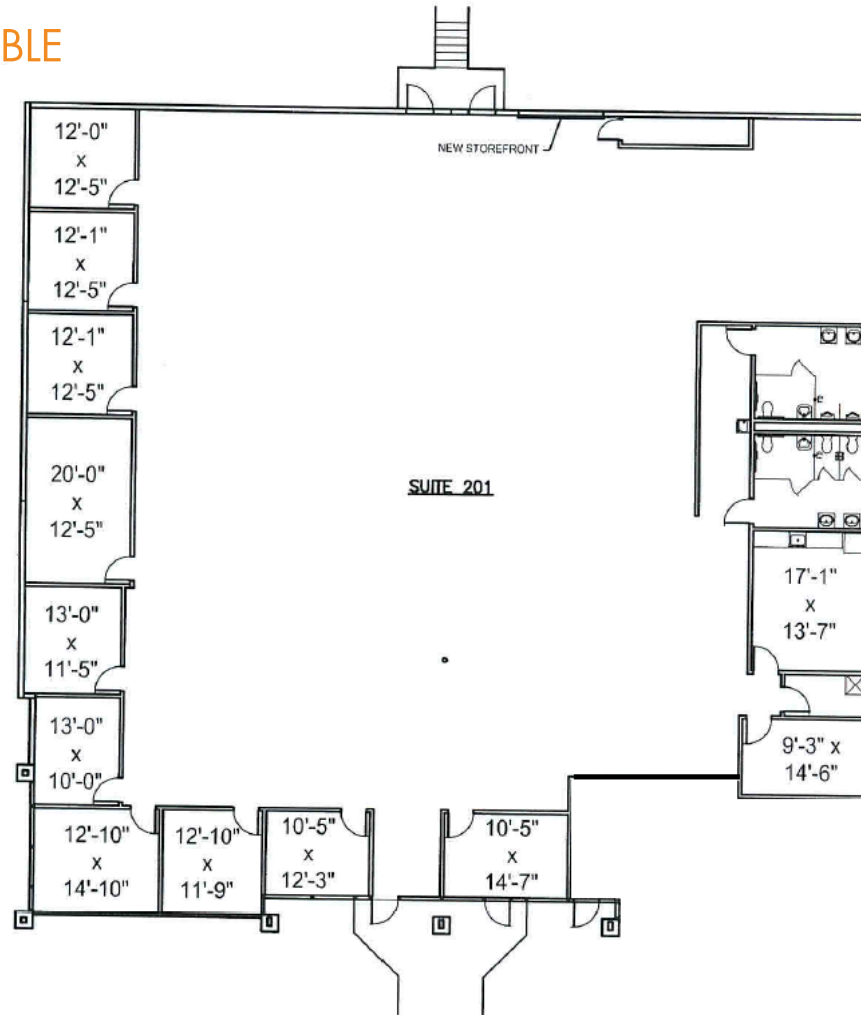 BLE
NEW STOREFRONT
12'-0"
x
12'-5"
12'-1"
x
12'-5"
12'-1"
x
12'-5"
20'-0"
x
12'-5"
SUITE 201
13'-0"
x
11'-5"
13'-0"
x
10'-0"
17'-1"
x
13'-7"
9'-3" x
14'-6"
12'-10"
x
14'-10"
12'-10"
x
11'-9"
10'-5"
x
12'-3"
10'-5"
x
14'-7"